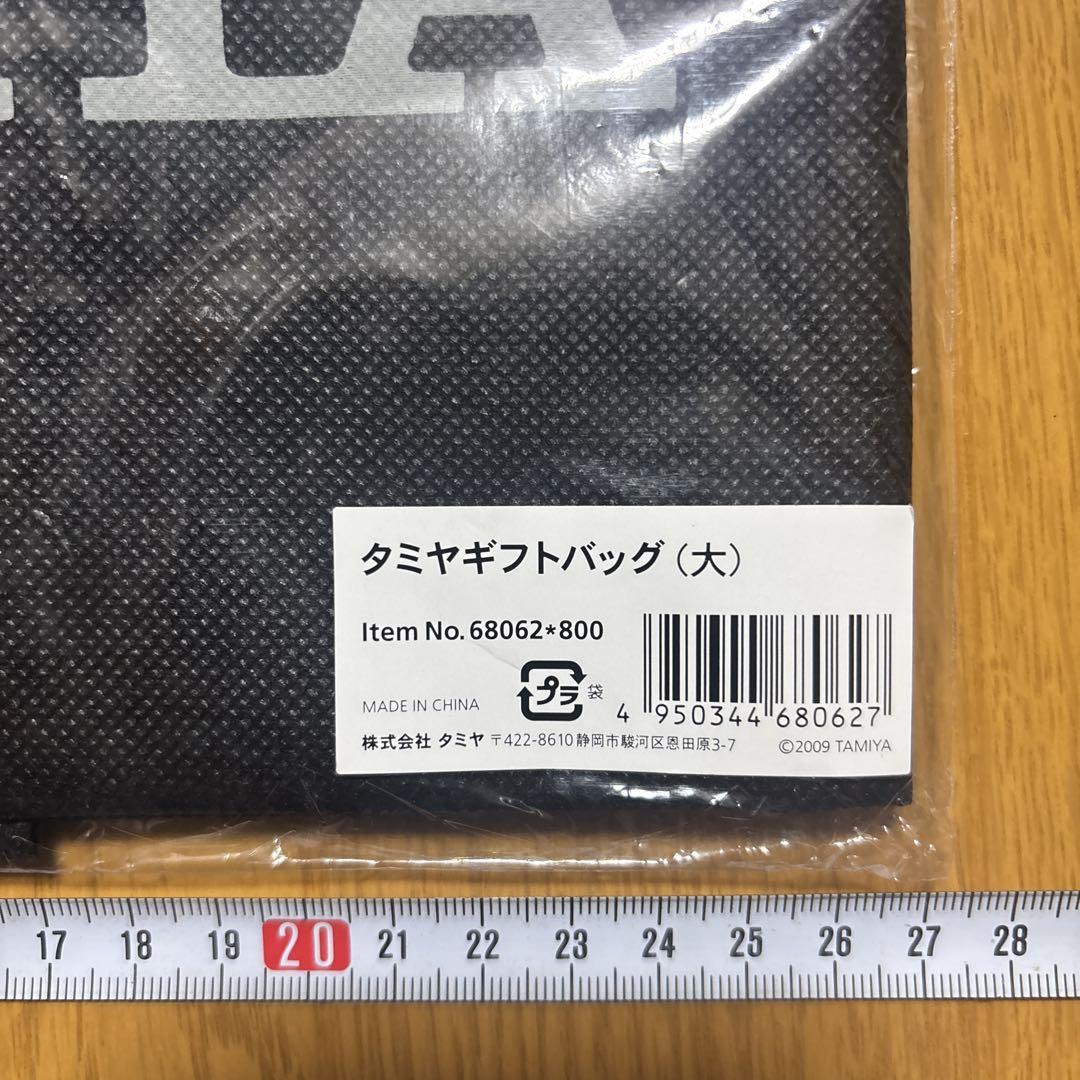 YA
タミヤギフトバッグ（大）
Item No. 68062*800
プラ 袋
MADE IN CHINA
4 950344 680627
株式会社 タミヤ 〒422-8610 静岡市駿河区恩田原3-7 ©2009 TAMIYA
17 18 19 20 21 22 23 24 25 26 27 28